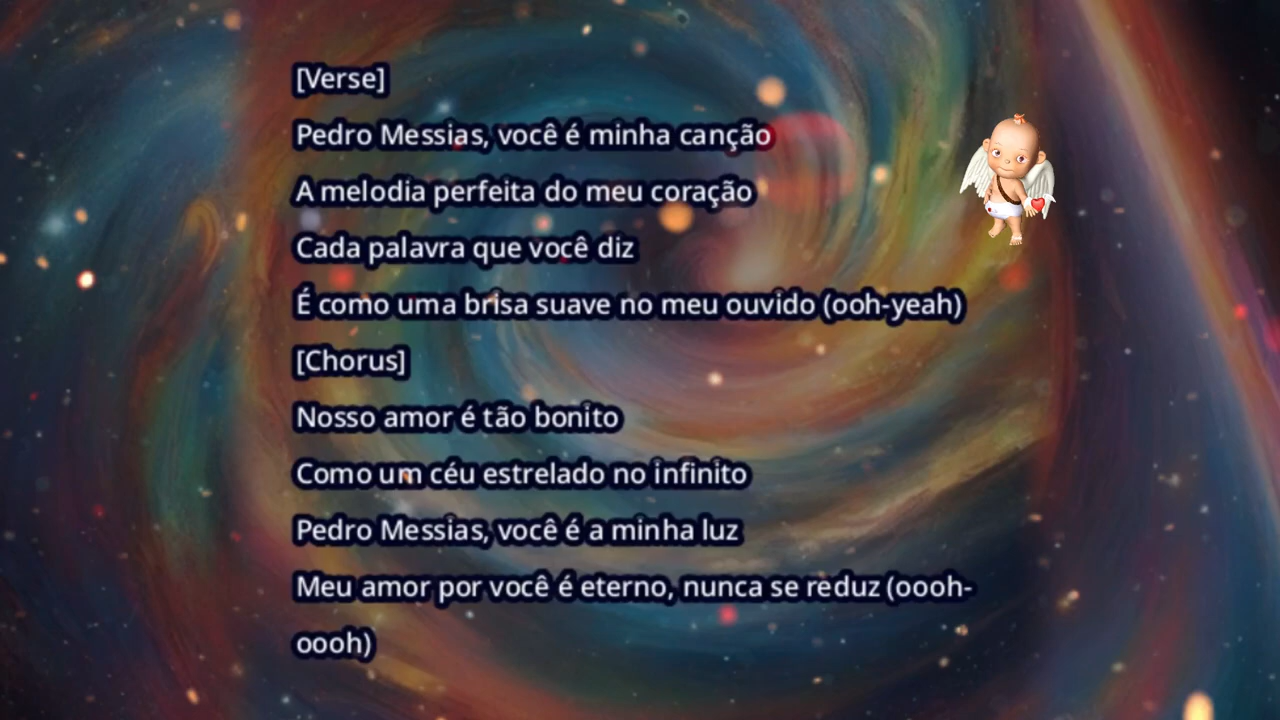 [Verse]
Pedro Messias, você é minha canção
A melodia perfeita do meu coração
Cada palavra que você diz
É como uma brisa suave no meu ouvido (ooh-yeah)
[Chorus]
Nosso amor é tão bonito
Como um céu estrelado no infinito
Pedro Messias, você é a minha luz
Meu amor por você é eterno, nunca se reduz (oooh-
oooh)